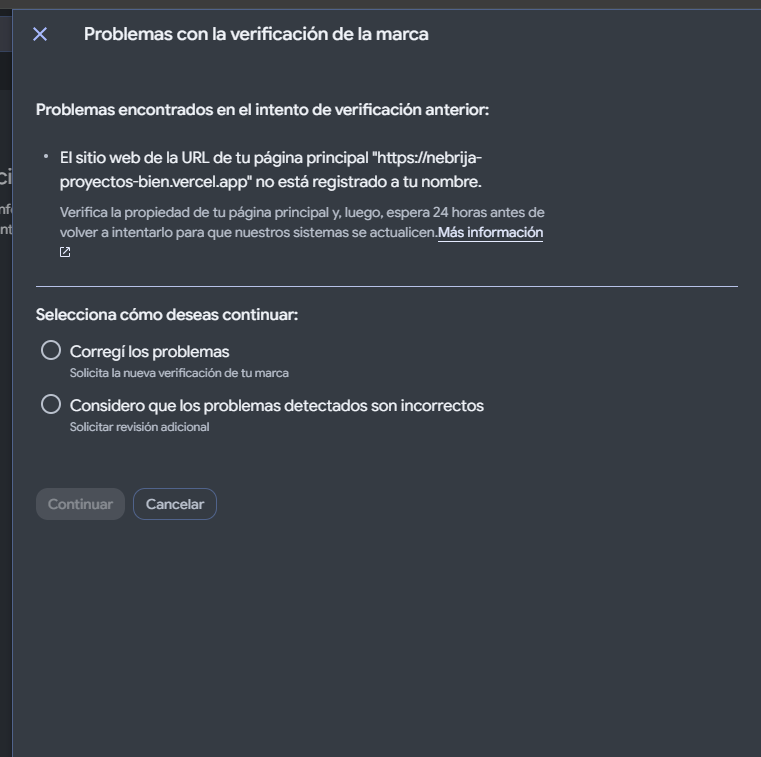 Problemas con la verificación de la marca
Problemas encontrados en el intento de verificación anterior:
• El sitio web de la URL de tu página principal "https://nebrija-
proyectos-bien.vercel.app" no está registrado a tu nombre.
Verifica la propiedad de tu página principal y, luego, espera 24 horas antes de
volver a intentarlo para que nuestros sistemas se actualicen.Más información
Selecciona cómo deseas continuar:
Corregí los problemas
Solicita la nueva verificación de tu marca
Considero que los problemas detectados son incorrectos
Solicitar revisión adicional
Continuar Cancelar